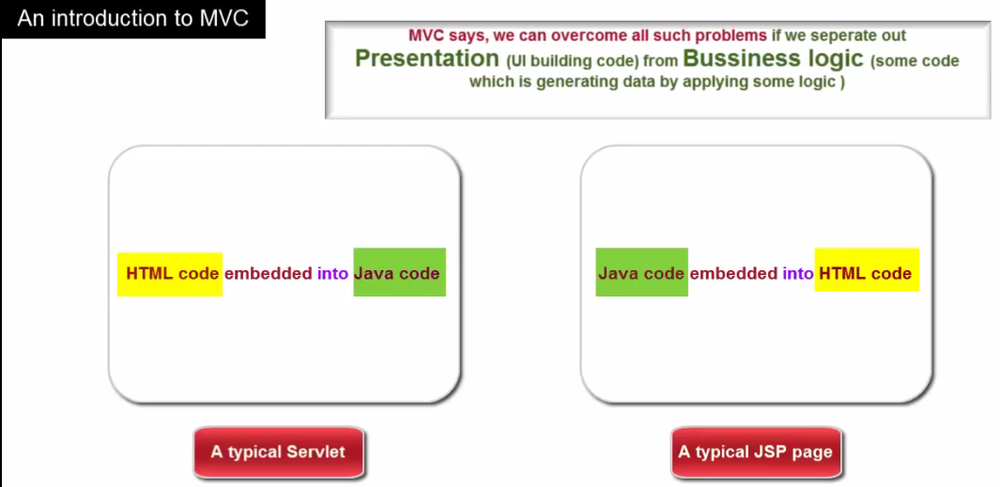 An introduction to MVC
MVC says, we can overcome all such problems if we seperate out
Presentation (UI building code) from Bussiness logic (some code
which is generating data by applying some logic )
HTML code embedded into Java code
Java code embedded into HTML code
A typical Servlet
A typical JSP page